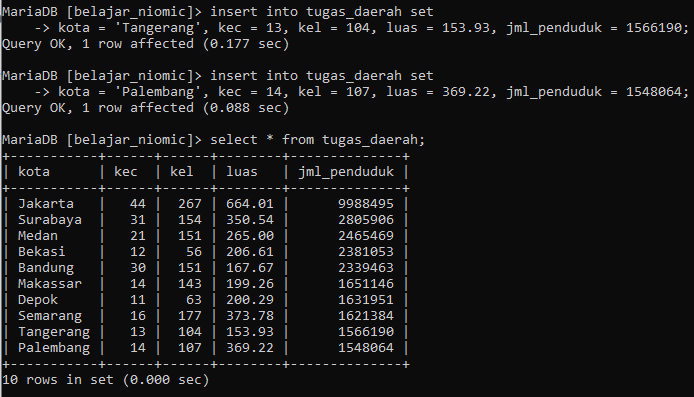 MariaDB [belajar_niomic]> insert into tugas_daerah set
    -> kota = 'Tangerang', kec = 13, kel = 104, luas = 153.93, jml_penduduk = 1566190;
Query OK, 1 row affected (0.177 sec)

MariaDB [belajar_niomic]> insert into tugas_daerah set
    -> kota = 'Palembang', kec = 14, kel = 107, luas = 369.22, jml_penduduk = 1548064;
Query OK, 1 row affected (0.088 sec)

MariaDB [belajar_niomic]> select * from tugas_daerah;
+-----------+------+------+--------+--------------+
| kota      | kec  | kel  | luas   | jml_penduduk |
+-----------+------+------+--------+--------------+
| Jakarta   |   44 |  267 | 664.01 |      9988495 |
| Surabaya  |   31 |  154 | 350.54 |      2805906 |
| Medan     |   21 |  151 | 265.00 |      2465469 |
| Bekasi    |   12 |   56 | 206.61 |      2381053 |
| Bandung   |   30 |  151 | 167.67 |      2339463 |
| Makassar  |   14 |  143 | 199.26 |      1651146 |
| Depok     |   11 |   63 | 200.29 |      1631951 |
| Semarang  |   16 |  177 | 373.78 |      1621384 |
| Tangerang |   13 |  104 | 153.93 |      1566190 |
| Palembang |   14 |  107 | 369.22 |      1548064 |
+-----------+------+------+--------+--------------+
10 rows in set (0.000 sec)